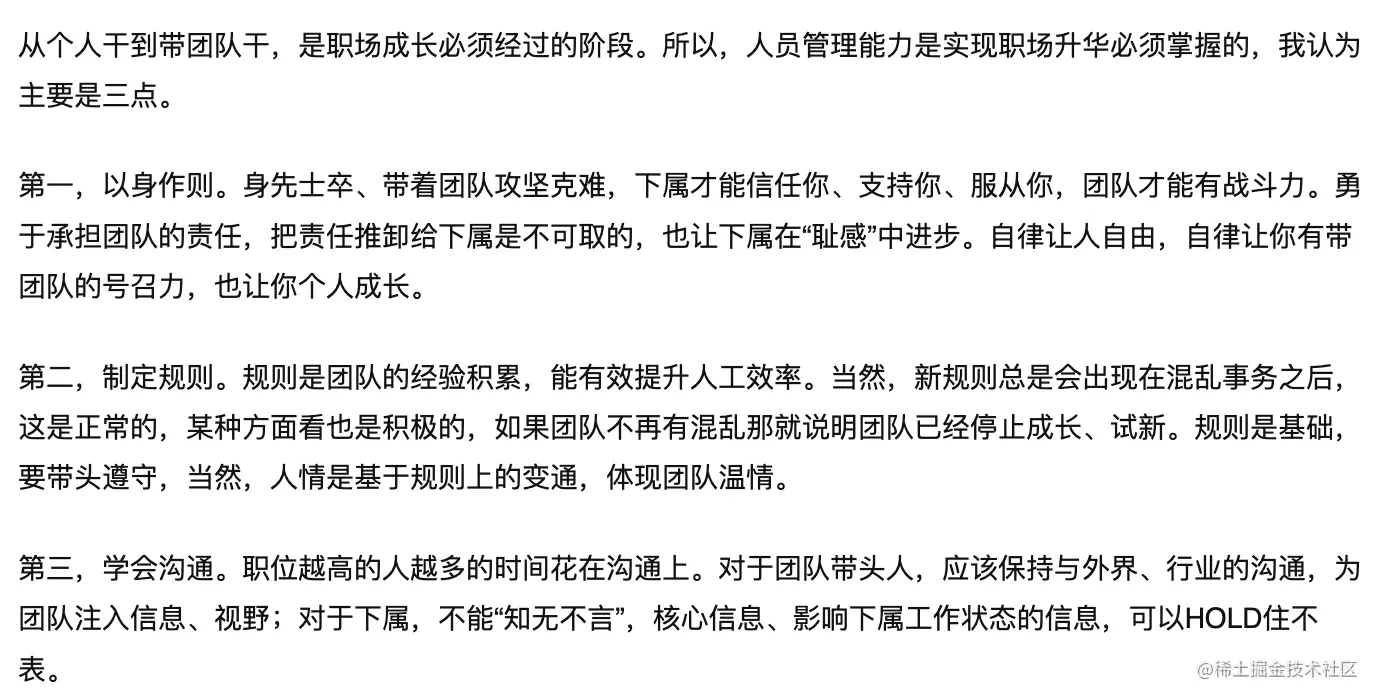 从个人干到带团队干，是职场成长必须经过的阶段。所以，人员管理能力是实现职场升华必须掌握的，我认为
主要是三点。
第一，以身作则。身先士卒、带着团队攻坚克难，下属才能信任你、支持你、服从你，团队才能有战斗力。勇
于承担团队的责任，把责任推卸给下属是不可取的，也让下属在“耻感”中进步。自律让人自由，自律让你有带
团队的号召力，也让你个人成长。
第二，制定规则。规则是团队的经验积累，能有效提升人工效率。当然，新规则总是会出现在混乱事务之后，
这是正常的，某种方面看也是积极的，如果团队不再有混乱那就说明团队已经停止成长、试新。规则是基础，
要带头遵守，当然，人情是基于规则上的变通，体现团队温情。
第三，学会沟通。职位越高的人越多的时间花在沟通上。对于团队带头人，应该保持与外界、行业的沟通，为
团队注入信息、视野；对于下属，不能“知无不言”，核心信息、影响下属工作状态的信息，可以HOLD住不
表。
@稀土掘金技术社区